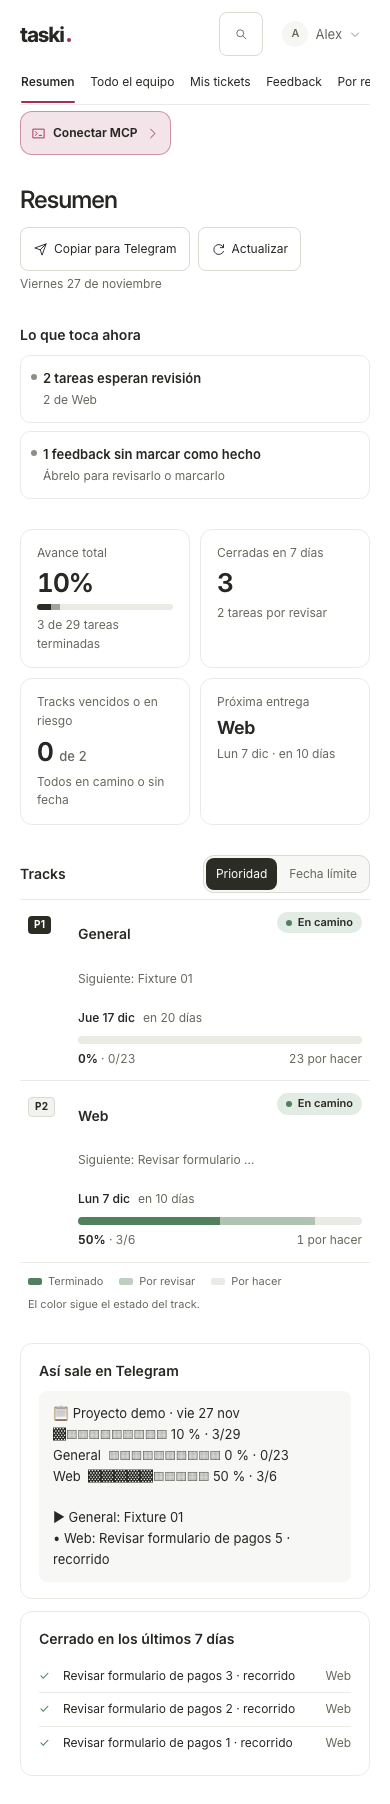 taski.
A Alex
Resumen Todo el equipo Mis tickets Feedback Por re
Conectar MCP
Resumen
Copiar para Telegram Actualizar
Viernes 27 de noviembre
Lo que toca ahora
2 tareas esperan revisión
2 de Web
1 feedback sin marcar como hecho
Ábrelo para revisarlo o marcarlo
Avance total
10%
3 de 29 tareas
terminadas
Cerradas en 7 días
3
2 tareas por revisar
Tracks vencidos o en
riesgo
0 de 2
Todos en camino o sin
fecha
Próxima entrega
Web
Lun 7 dic · en 10 días
Tracks Prioridad Fecha límite
P1 General En camino
Siguiente: Fixture 01
Jue 17 dic en 20 días
0% · 0/23 23 por hacer
P2 Web En camino
Siguiente: Revisar formulario ...
Lun 7 dic en 10 días
50% · 3/6 1 por hacer
Terminado Por revisar Por hacer
El color sigue el estado del track.
Así sale en Telegram
📋 Proyecto demo · vie 27 nov
▓░░░░░░░░░ 10 % · 3/29
General ░░░░░░░░░░ 0 % · 0/23
Web ▓▓▓▓▓░░░░░ 50 % · 3/6
▶ General: Fixture 01
• Web: Revisar formulario de pagos 5 ·
recorrido
Cerrado en los últimos 7 días
Revisar formulario de pagos 3 · recorrido Web
Revisar formulario de pagos 2 · recorrido Web
Revisar formulario de pagos 1 · recorrido Web